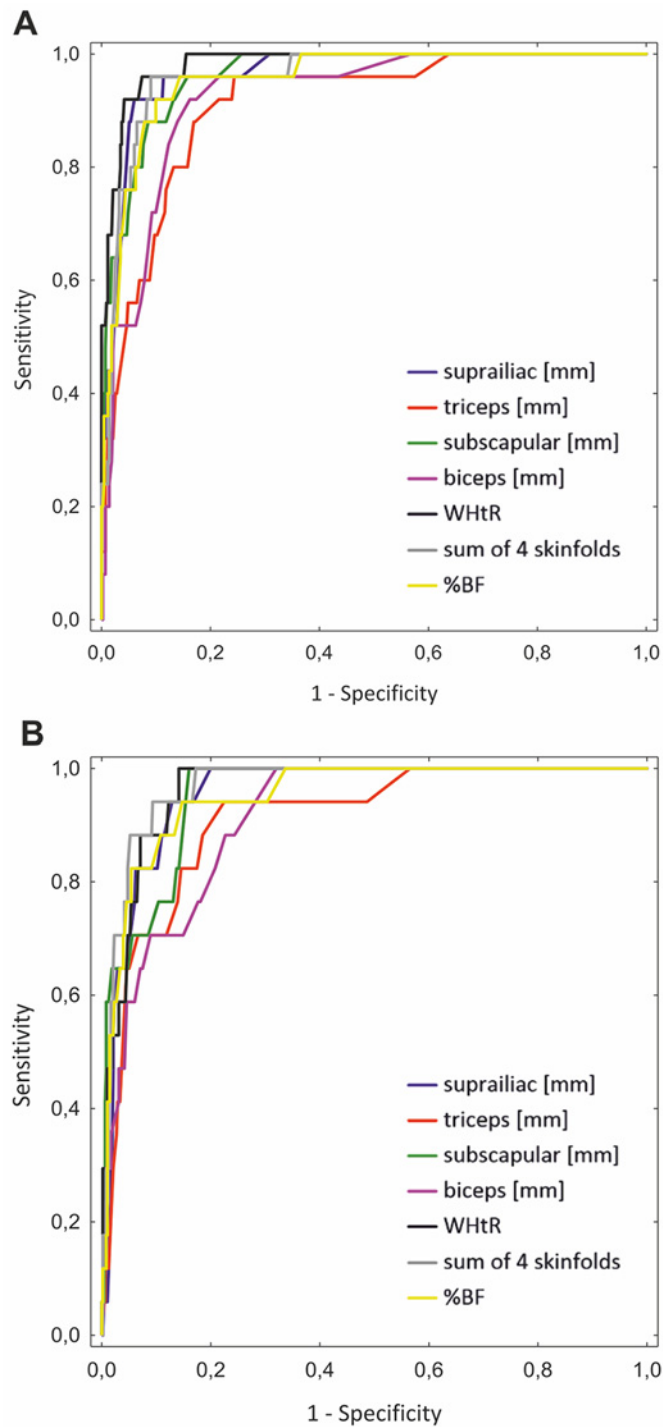 A
1,0
0,8
0,6
0,4
0,2
0,0
Sensitivity
suprailiac [mm]
triceps [mm]
subscapular [mm]
biceps [mm]
WHtR
sum of 4 skinfolds
%BF
0,0 0,2 0,4 0,6 0,8 1,0
1 - Specificity
B
1,0
0,8
0,6
0,4
0,2
0,0
Sensitivity
suprailiac [mm]
triceps [mm]
subscapular [mm]
biceps [mm]
WHtR
sum of 4 skinfolds
%BF
0,0 0,2 0,4 0,6 0,8 1,0
1 - Specificity